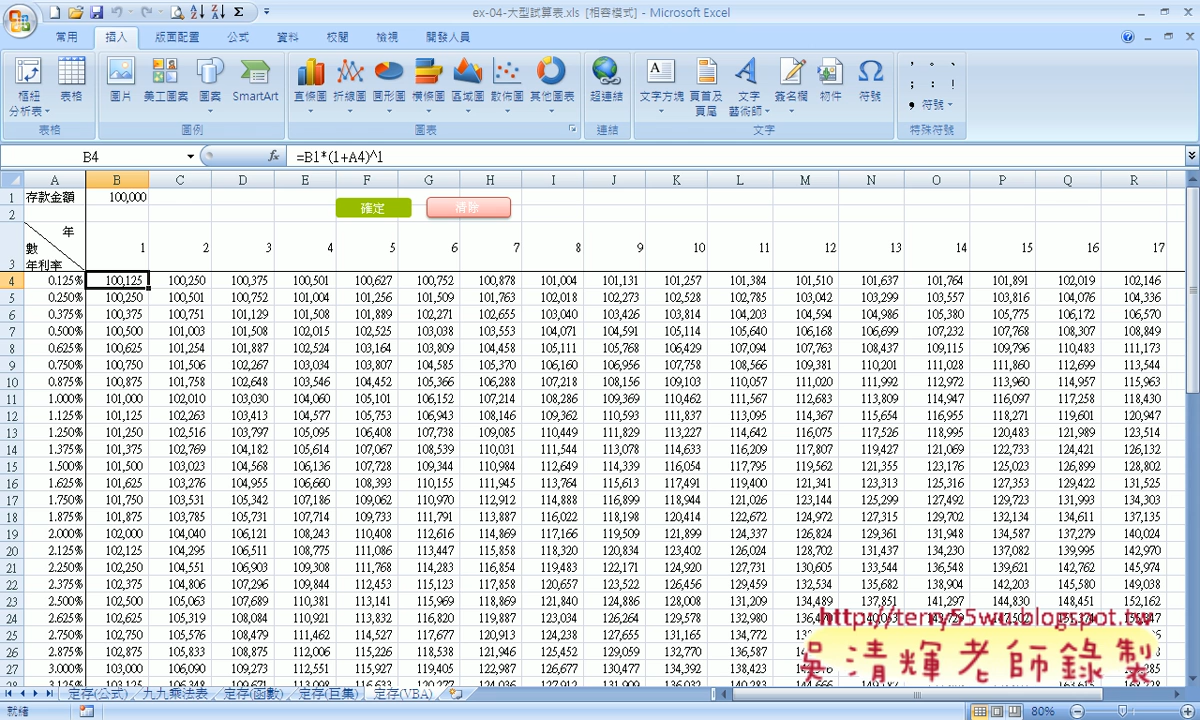 ex-04-大型試算表.xls [相容模式] - Microsoft Excel
常用 插入 版面配置 公式 資料 校閱 檢視 開發人員
樞紐分析表 表格 圖片 美工圖案 圖案 SmartArt 直條圖 折線圖 圓形圖 橫條圖 區域圖 散佈圖 其他圖表 超連結 文字方塊 頁首及頁尾 文字藝術師 簽名欄 物件 符號 符號
表格 圖例 圖表 連結 文字 特殊符號
B4 fx =B1*(1+A4)^1
A B C D E F G H I J K L M N O P Q R
1 存款金額 100,000 確定 清除
2
年
數
3 年利率 1 2 3 4 5 6 7 8 9 10 11 12 13 14 15 16 17
4 0.125% 100,125 100,250 100,375 100,501 100,627 100,752 100,878 101,004 101,131 101,257 101,384 101,510 101,637 101,764 101,891 102,019 102,146
5 0.250% 100,250 100,501 100,752 101,004 101,256 101,509 101,763 102,018 102,273 102,528 102,785 103,042 103,299 103,557 103,816 104,076 104,336
6 0.375% 100,375 100,751 101,129 101,508 101,889 102,271 102,655 103,040 103,426 103,814 104,203 104,594 104,986 105,380 105,775 106,172 106,570
7 0.500% 100,500 101,003 101,508 102,015 102,525 103,038 103,553 104,071 104,591 105,114 105,640 106,168 106,699 107,232 107,768 108,307 108,849
8 0.625% 100,625 101,254 101,887 102,524 103,164 103,809 104,458 105,111 105,768 106,429 107,094 107,763 108,437 109,115 109,796 110,483 111,173
9 0.750% 100,750 101,506 102,267 103,034 103,807 104,585 105,370 106,160 106,956 107,758 108,566 109,381 110,201 111,028 111,860 112,699 113,544
10 0.875% 100,875 101,758 102,648 103,546 104,452 105,366 106,288 107,218 108,156 109,103 110,057 111,020 111,992 112,972 113,960 114,957 115,963
11 1.000% 101,000 102,010 103,030 104,060 105,101 106,152 107,214 108,286 109,369 110,462 111,567 112,683 113,809 114,947 116,097 117,258 118,430
12 1.125% 101,125 102,263 103,413 104,577 105,753 106,943 108,146 109,362 110,593 111,837 113,095 114,367 115,654 116,955 118,271 119,601 120,947
13 1.250% 101,250 102,516 103,797 105,095 106,408 107,738 109,085 110,449 111,829 113,227 114,642 116,075 117,526 118,995 120,483 121,989 123,514
14 1.375% 101,375 102,769 104,182 105,614 107,067 108,539 110,031 111,544 113,078 114,633 116,209 117,807 119,427 121,069 122,733 124,421 126,132
15 1.500% 101,500 103,023 104,568 106,136 107,728 109,344 110,984 112,649 114,339 116,054 117,795 119,562 121,355 123,176 125,023 126,899 128,802
16 1.625% 101,625 103,276 104,955 106,660 108,393 110,155 111,945 113,764 115,613 117,491 119,400 121,341 123,313 125,316 127,353 129,422 131,525
17 1.750% 101,750 103,531 105,342 107,186 109,062 110,970 112,912 114,888 116,899 118,944 121,026 123,144 125,299 127,492 129,723 131,993 134,303
18 1.875% 101,875 103,785 105,731 107,714 109,733 111,791 113,887 116,022 118,198 120,414 122,672 124,972 127,315 129,702 132,134 134,611 137,135
19 2.000% 102,000 104,040 106,121 108,243 110,408 112,616 114,869 117,166 119,509 121,899 124,337 126,824 129,361 131,948 134,587 137,279 140,024
20 2.125% 102,125 104,295 106,511 108,775 111,086 113,447 115,858 118,320 120,834 123,402 126,024 128,702 131,437 134,230 137,082 139,995 142,970
21 2.250% 102,250 104,551 106,903 109,308 111,768 114,283 116,854 119,483 122,171 124,920 127,731 130,605 133,544 136,548 139,621 142,762 145,974
22 2.375% 102,375 104,806 107,296 109,844 112,453 115,123 117,858 120,657 123,522 126,456 129,459 132,534 135,682 138,904 142,203 145,580 149,038
23 2.500% 102,500 105,063 107,689 110,381 113,141 115,969 118,869 121,840 124,886 128,008 131,209 134,489 137,851 141,297 144,830 148,451 152,162
24 2.625% 102,625 105,319 108,084 110,921 113,832 116,820 119,887 123,034 126,264 129,578 132,980
25 2.750% 102,750 105,576 108,479 111,462 114,527 117,677 120,913 124,238 127,655 131,165 134,772
26 2.875% 102,875 105,833 108,875 112,006 115,226 118,538 121,946 125,452 129,059 132,770 136,587
27 3.000% 103,000 106,090 109,273 112,551 115,927 119,405 122,987 126,677 130,477 134,392 138,423
http://terry55wu.blogspot.tw
吳清輝老師錄製
定存(公式) 九九乘法表 定存(函數) 定存(巨集) 定存(VBA)
就緒 80%